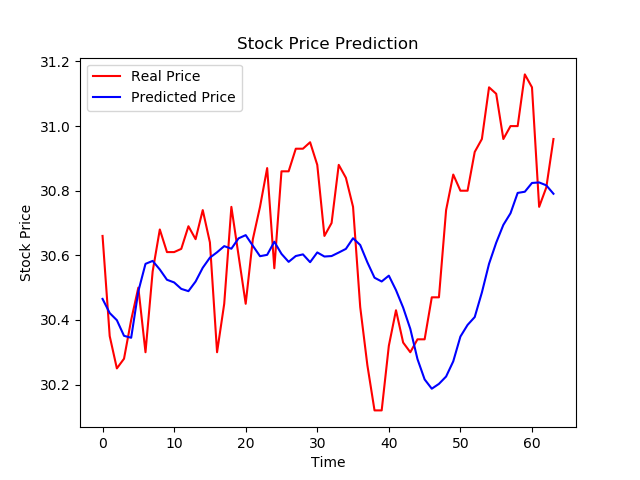 Stock Price Prediction
Real Price
Predicted Price
Stock Price
31.2
31.0
30.8
30.6
30.4
30.2
0 10 20 30 40 50 60
Time